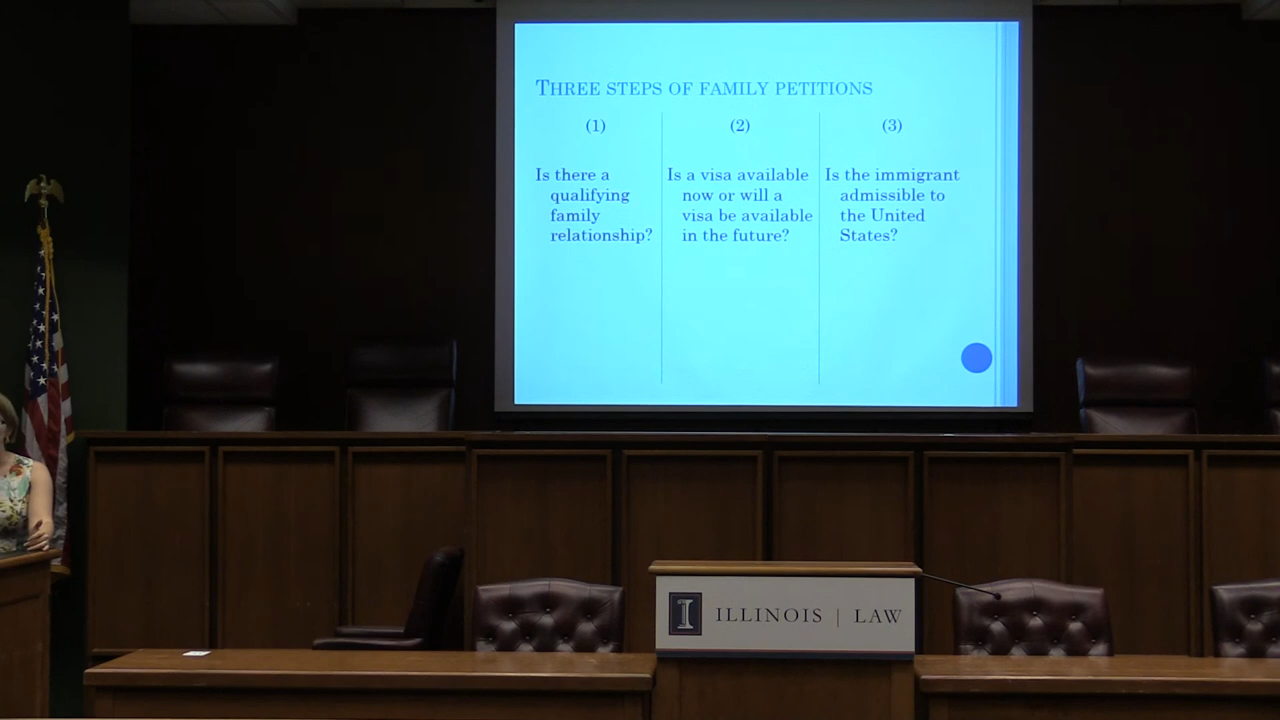 THREE STEPS OF FAMILY PETITIONS
(1)
Is there a
qualifying
family
relationship?
(2)
Is a visa available
now or will a
visa be available
in the future?
(3)
Is the immigrant
admissible to
the United
States?
I ILLINOIS | LAW